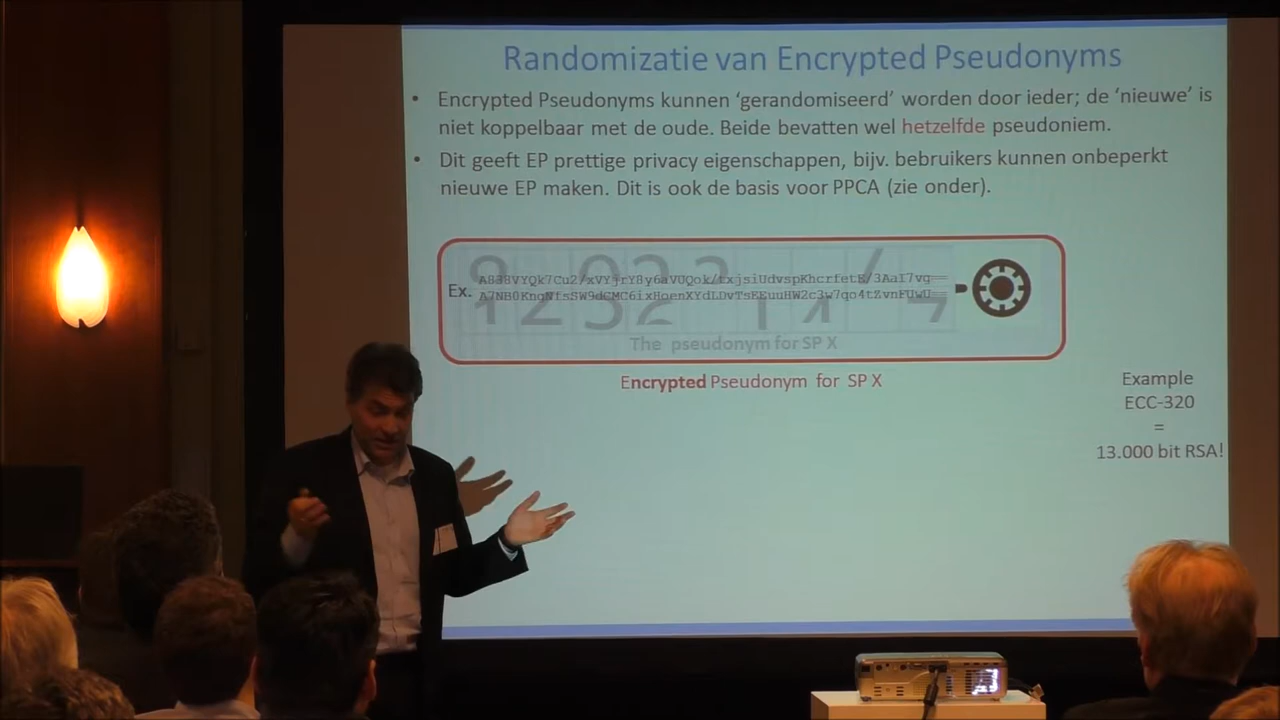 Randomizatie van Encrypted Pseudonyms
• Encrypted Pseudonyms kunnen ‘gerandomiseerd’ worden door ieder; de ‘nieuwe’ is
niet koppelbaar met de oude. Beide bevatten wel hetzelfde pseudoniem.
• Dit geeft EP prettige privacy eigenschappen, bijv. bebruikers kunnen onbeperkt
nieuwe EP maken. Dit is ook de basis voor PPCA (zie onder).
Ex.
The pseudonym for SP X
Encrypted Pseudonym for SP X
Example
ECC-320
=
13.000 bit RSA!